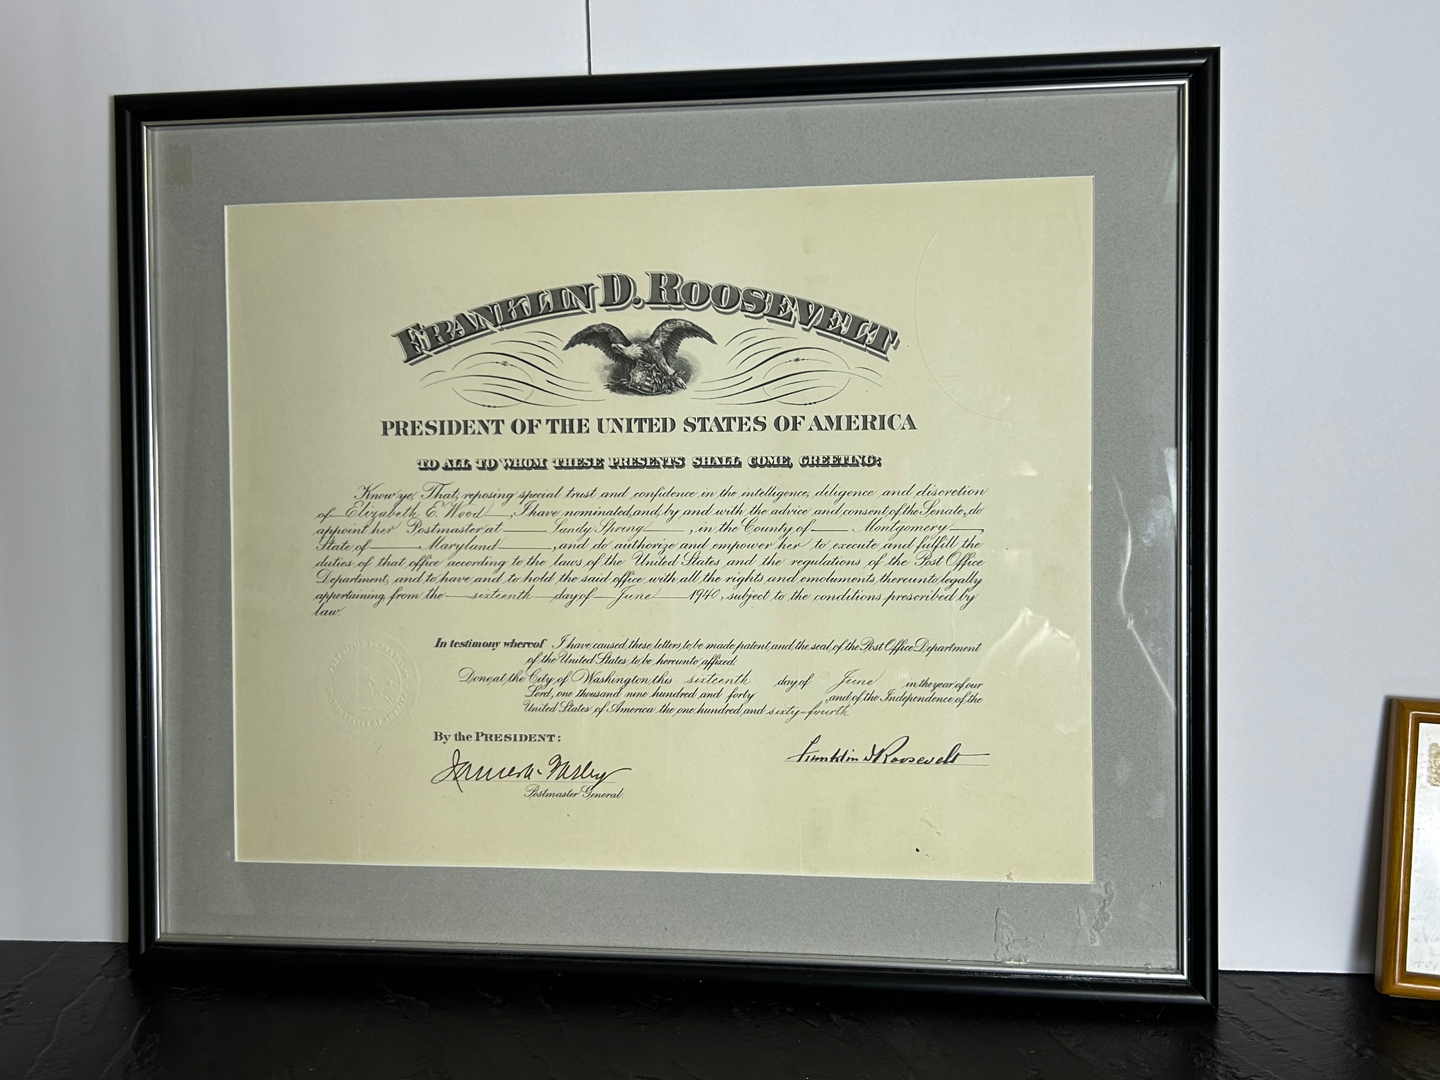 FRANKLIN D. ROOSEVELT
PRESIDENT OF THE UNITED STATES OF AMERICA
TO ALL TO WHOM THESE PRESENTS SHALL COME, GREETING:
Know ye, That, reposing special trust and confidence in the intelligence, diligence and discretion
of Elizabeth E. Wood, I have nominated, and, by and with the advice and consent of the Senate, do
appoint her Postmaster at Sandy Spring, in the County of Montgomery,
State of Maryland, and do authorize and empower her to execute and fulfill the
duties of that office according to the laws of the United States and the regulations of the Post Office
Department, and to have and to hold the said office with all the rights and emoluments thereunto legally
appertaining from the sixteenth day of June 1940, subject to the conditions prescribed by
law.
In testimony whereof I have caused these letters to be made patent, and the seal of the Post Office Department
of the United States to be hereunto affixed.
Done at the City of Washington this sixteenth day of June in the year of our
Lord, one thousand nine hundred and forty, and of the Independence of the
United States of America the one hundred and sixty-fourth
By the PRESIDENT:
Franklin D Roosevelt
James A. Farley
Postmaster General.